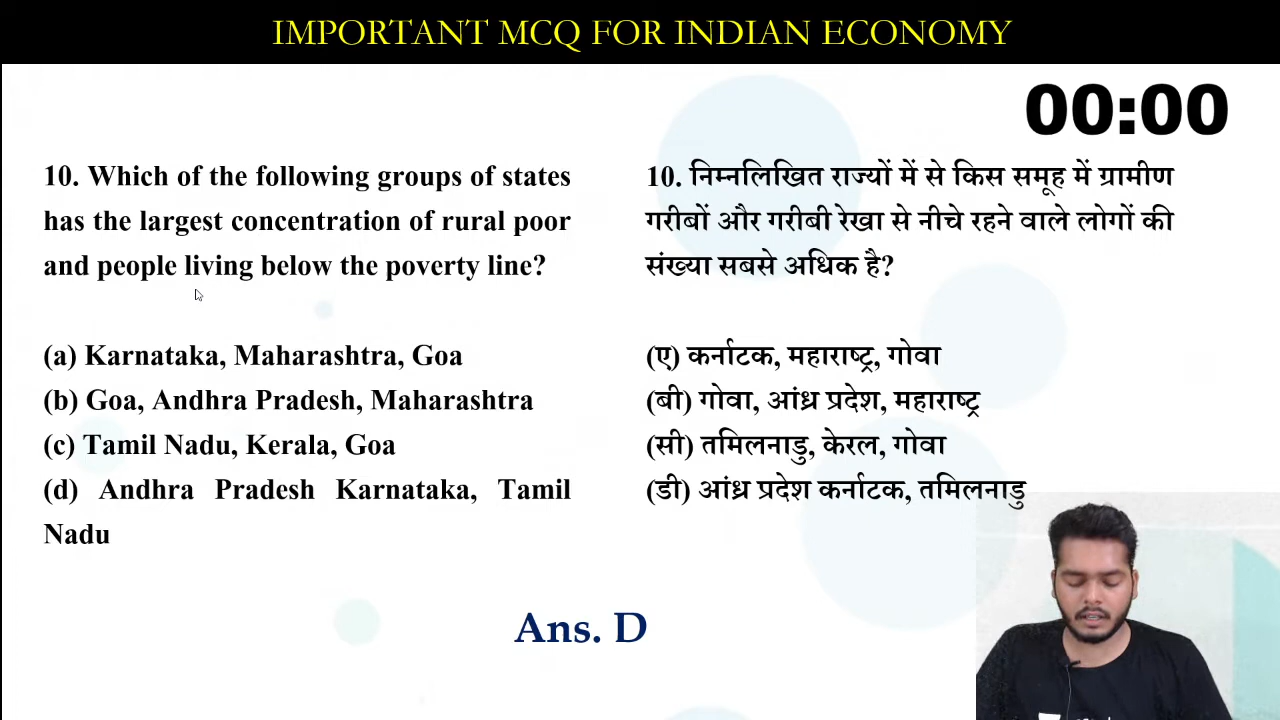 IMPORTANT MCQ FOR INDIAN ECONOMY
00:00
10. Which of the following groups of states
has the largest concentration of rural poor
and people living below the poverty line?
(a) Karnataka, Maharashtra, Goa
(b) Goa, Andhra Pradesh, Maharashtra
(c) Tamil Nadu, Kerala, Goa
(d) Andhra Pradesh Karnataka, Tamil
Nadu
10. निम्नलिखित राज्यों में से किस समूह में ग्रामीण
गरीबों और गरीबी रेखा से नीचे रहने वाले लोगों की
संख्या सबसे अधिक है?
(ए) कर्नाटक, महाराष्ट्र, गोवा
(बी) गोवा, आंध्र प्रदेश, महाराष्ट्र
(सी) तमिलनाडु, केरल, गोवा
(डी) आंध्र प्रदेश कर्नाटक, तमिलनाडु
Ans. D